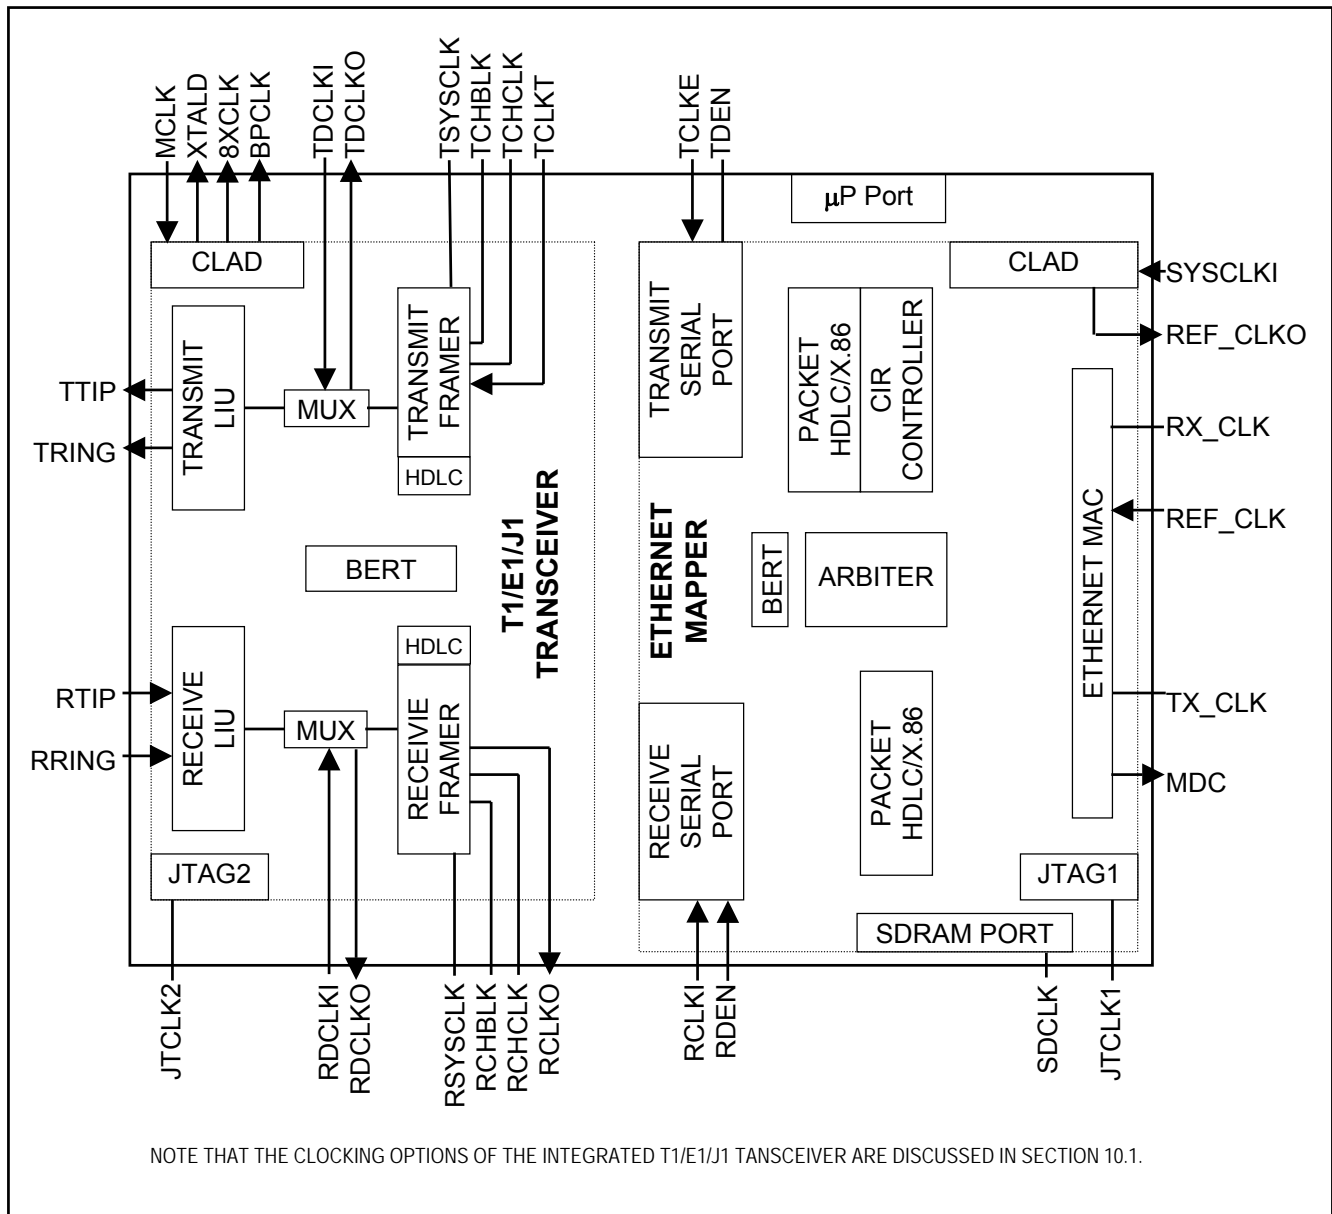 MCLK
XTALD
8XCLK
BPCLK
TDCLKI
TDCLKO
TSYSCLK
TCHBLK
TCHCLK
TCLKT
TCLKE
TDEN
μP Port
CLAD
CLAD
SYSCLKI
REF_CLKO
TRANSMIT
LIU
TTIP
TRING
MUX
TRANSMIT
FRAMER
HDLC
TRANSMIT
SERIAL
PORT
PACKET
HDLC/X.86
CIR
CONTROLLER
RX_CLK
REF_CLK
ETHERNET MAC
BERT
T1/E1/J1
TRANSCEIVER
ETHERNET
MAPPER
BERT
ARBITER
HDLC
RTIP
RRING
RECEIVE
LIU
MUX
RECEIVIE
FRAMER
RECEIVE
SERIAL
PORT
PACKET
HDLC/X.86
TX_CLK
MDC
JTAG2
JTAG1
SDRAM PORT
JTCLK2
RDCLKI
RDCLKO
RSYSCLK
RCHBLK
RCHCLK
RCLKO
RCLKI
RDEN
SDCLK
JTCLK1
NOTE THAT THE CLOCKING OPTIONS OF THE INTEGRATED T1/E1/J1 TANSCEIVER ARE DISCUSSED IN SECTION 10.1.